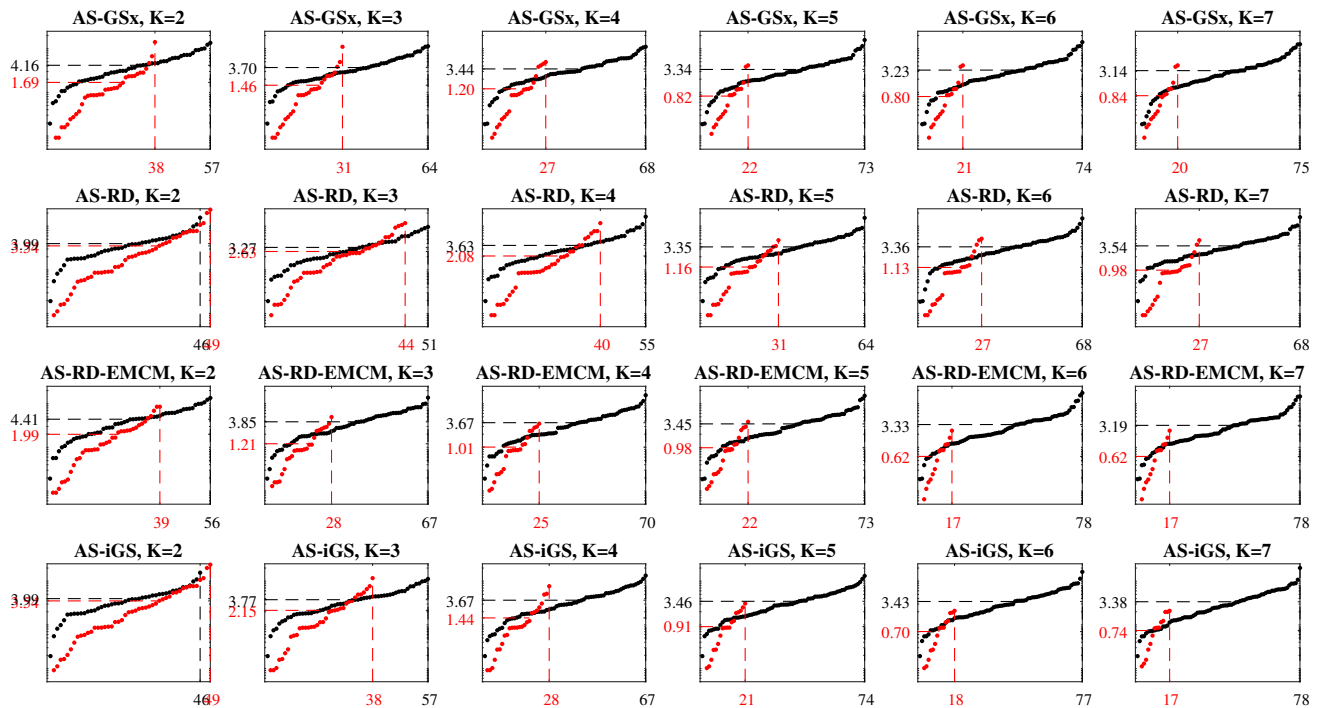 AS-GSx, K=2 AS-GSx, K=3 AS-GSx, K=4 AS-GSx, K=5 AS-GSx, K=6 AS-GSx, K=7
4.16 3.70 3.44 3.34 3.23 3.14
1.69 1.46 1.20 0.82 0.80 0.84
38 57 31 64 27 68 22 73 21 74 20 75
AS-RD, K=2 AS-RD, K=3 AS-RD, K=4 AS-RD, K=5 AS-RD, K=6 AS-RD, K=7
3.99 3.27 3.63 3.35 3.36 3.54
2.63 2.08 1.16 1.13 0.98
46 49 44 51 40 55 31 64 27 68 27 68
AS-RD-EMCM, K=2 AS-RD-EMCM, K=3 AS-RD-EMCM, K=4 AS-RD-EMCM, K=5 AS-RD-EMCM, K=6 AS-RD-EMCM, K=7
4.41 3.85 3.67 3.45 3.33 3.19
1.99 1.21 1.01 0.98 0.62 0.62
39 56 28 67 25 70 22 73 17 78 17 78
AS-iGS, K=2 AS-iGS, K=3 AS-iGS, K=4 AS-iGS, K=5 AS-iGS, K=6 AS-iGS, K=7
3.99 3.77 3.67 3.46 3.43 3.38
2.15 1.44 0.91 0.70 0.74
46 49 38 57 28 67 21 74 18 77 17 78